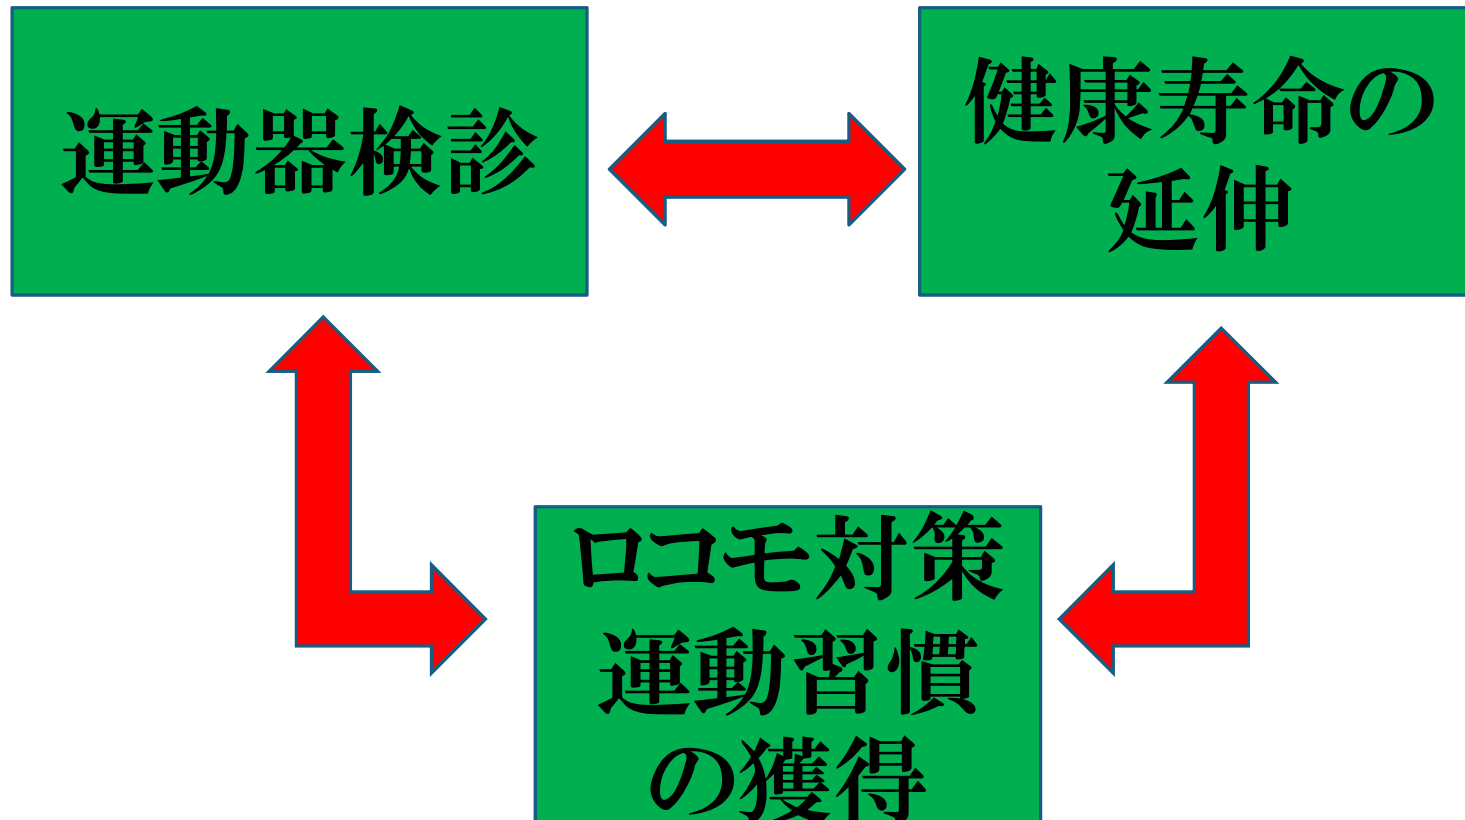 運動器検診
健康寿命の
延伸
ロコモ対策
運動習慣
の獲得